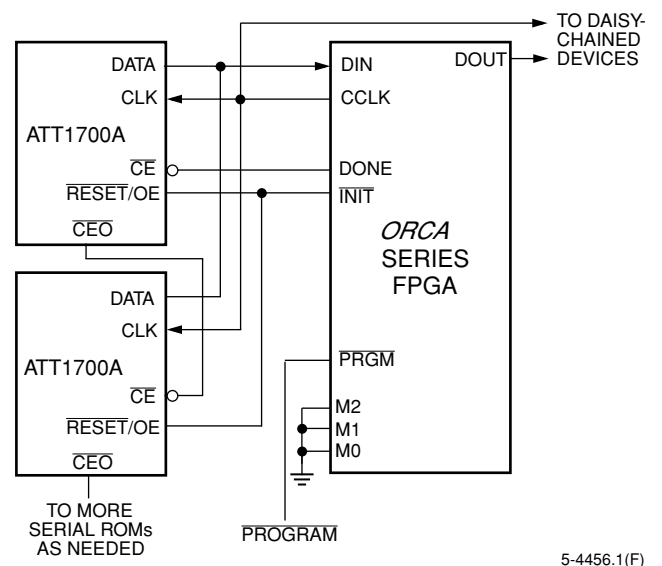 TO DAISY-
CHAINED
DEVICES
DATA
CLK
ATT1700A
CE
RESET/OE
CEO
DIN
DOUT
CCLK
DONE
INIT
ORCA
SERIES
FPGA
PRGM
M2
M1
M0
DATA
CLK
ATT1700A
CE
RESET/OE
CEO
TO MORE
SERIAL ROMs
AS NEEDED
PROGRAM
5-4456.1(F)